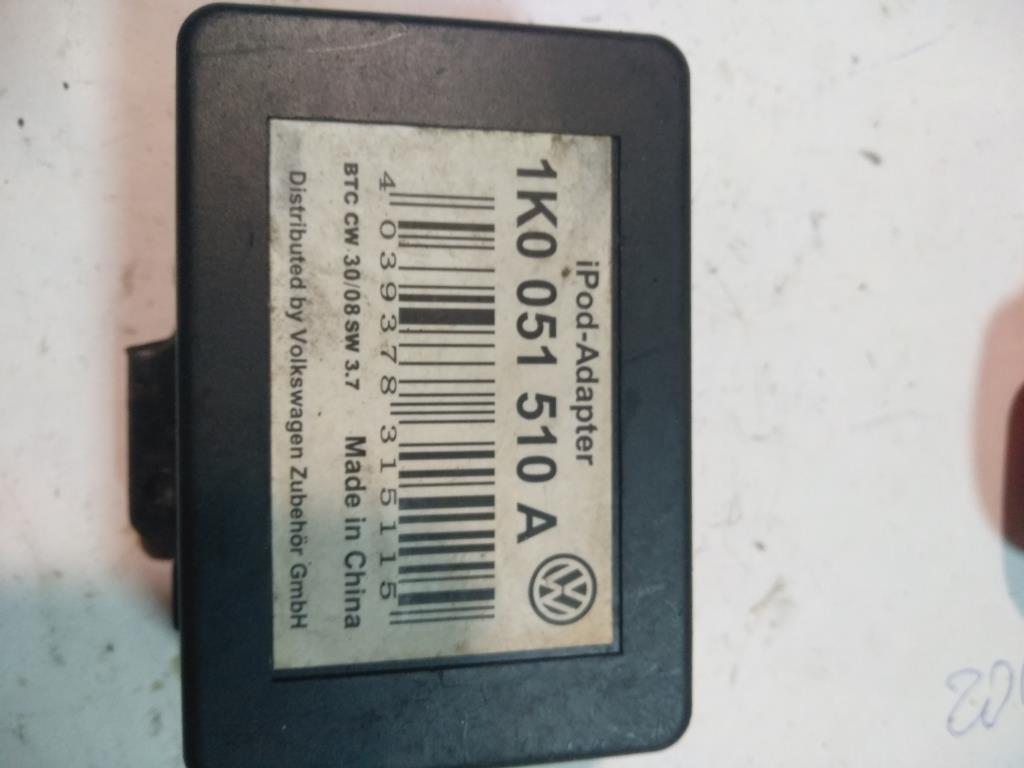 iPod-Adapter
1K0 051 510 A
4 039378 315115
BTC CW 30/08 SW 3.7 Made in China
Distributed by Volkswagen Zubehör GmbH